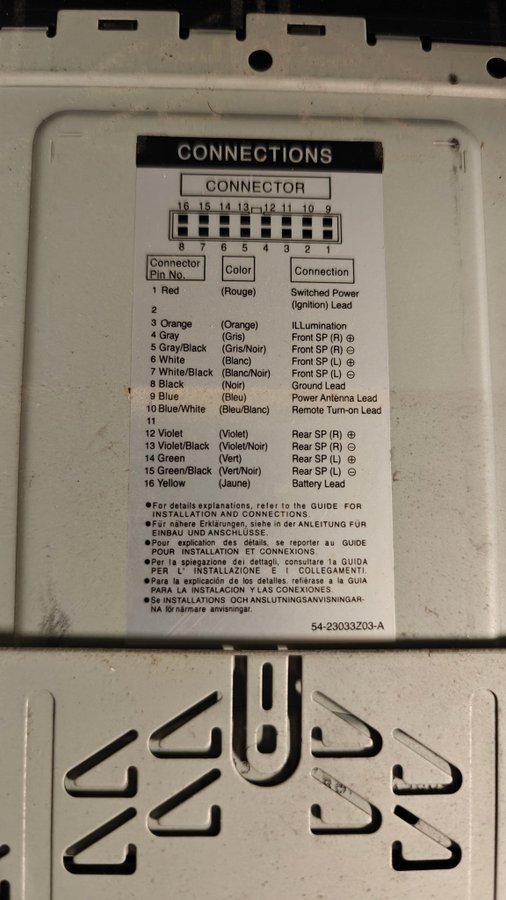 CONNECTIONS
CONNECTOR
16 15 14 13 12 11 10 9
8 7 6 5 4 3 2 1
Connector Pin No. Color Connection
1 Red (Rouge) Switched Power
2 (Ignition) Lead
3 Orange (Orange) ILLumination
4 Gray (Gris) Front SP (R) ⊕
5 Gray/Black (Gris/Noir) Front SP (R) ⊖
6 White (Blanc) Front SP (L) ⊕
7 White/Black (Blanc/Noir) Front SP (L) ⊖
8 Black (Noir) Ground Lead
9 Blue (Bleu) Power Antenna Lead
10 Blue/White (Bleu/Blanc) Remote Turn-on Lead
11
12 Violet (Violet) Rear SP (R) ⊕
13 Violet/Black (Violet/Noir) Rear SP (R) ⊖
14 Green (Vert) Rear SP (L) ⊕
15 Green/Black (Vert/Noir) Rear SP (L) ⊖
16 Yellow (Jaune) Battery Lead
●For details explanations, refer to the GUIDE FOR
INSTALLATION AND CONNECTIONS.
●Für nähere Erklärungen, siehe in der ANLEITUNG FÜR
EINBAU UND ANSCHLÜSSE.
●Pour explication des détails, se reporter au GUIDE
POUR INSTALLATION ET CONNEXIONS.
●Per la spiegazione dei dettagli, consultare la GUIDA
PER L' INSTALLAZIONE E I COLLEGAMENTI.
●Para la explicación de los detalles, refiérase a la GUIA
PARA LA INSTALACION Y LAS CONEXIONES.
●Se INSTALLATIONS OCH ANSLUTNINGSANVISNINGAR-
NA för närmare anvisningar.
54-23033Z03-A